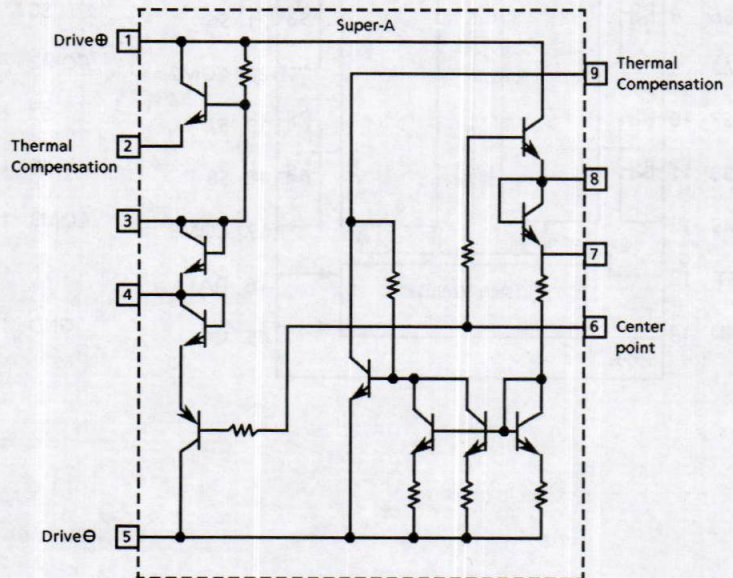 Super-A
Drive⊕ 1
9 Thermal
Compensation
Thermal 2
Compensation
8
3
7
4
6 Center
point
Drive⊖ 5